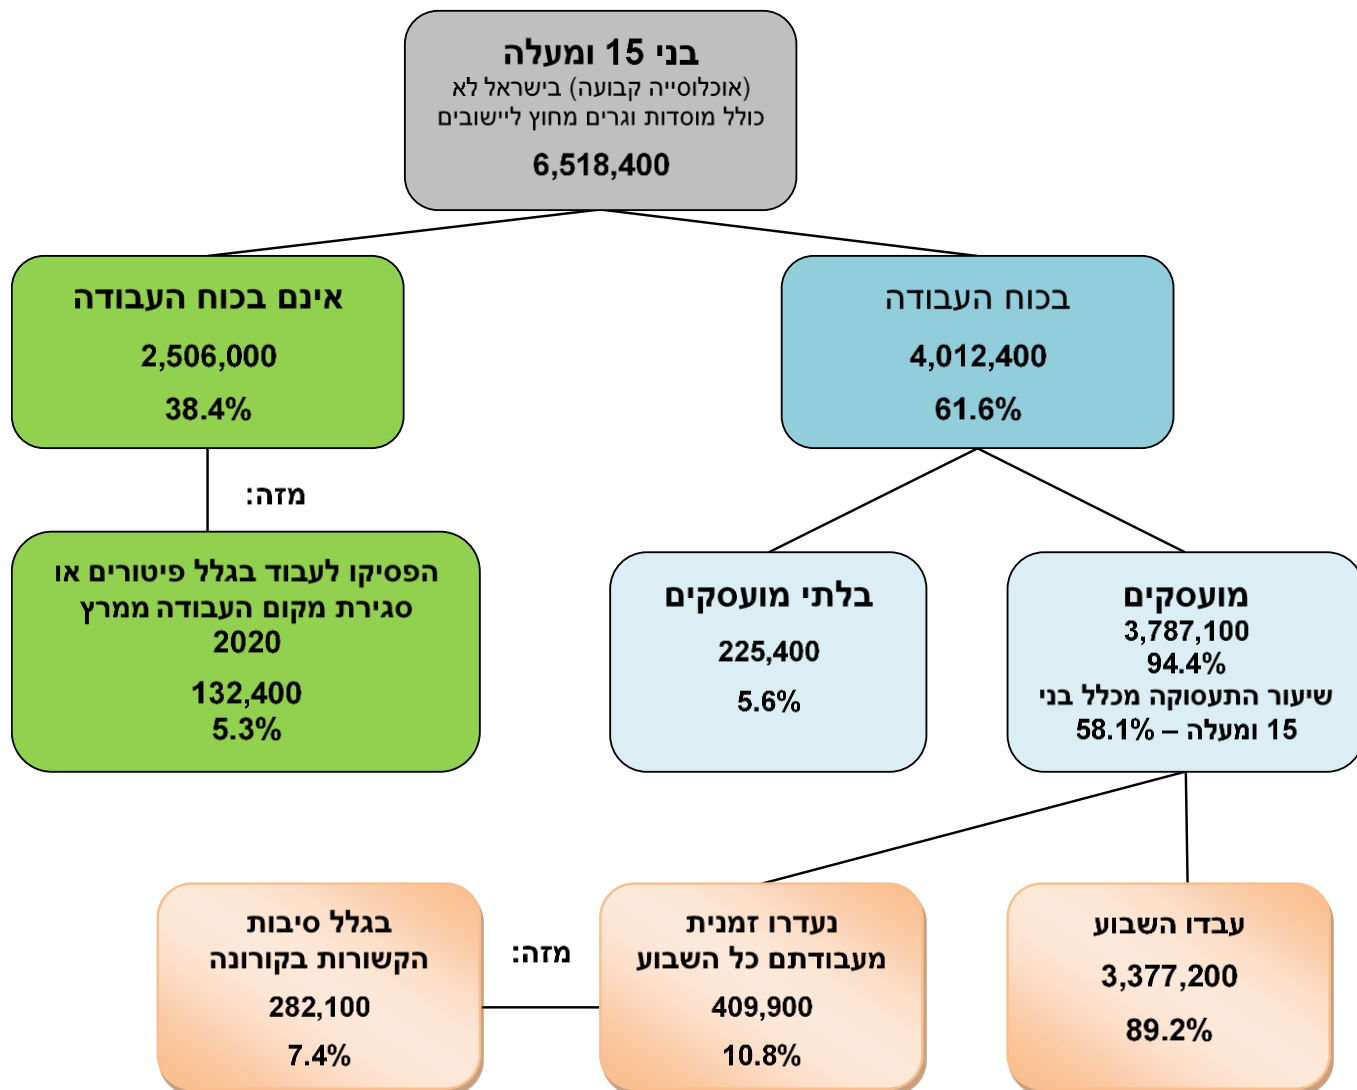 בני 15 ומעלה
(אוכלוסייה קבועה) בישראל לא
כולל מוסדות וגרים מחוץ ליישובים
6,518,400
בכוח העבודה
4,012,400
61.6%
אינם בכוח העבודה
2,506,000
38.4%
מזה:
מועסקים
3,787,100
94.4%
שיעור התעסוקה מכלל בני
15 ומעלה – 58.1%
בלתי מועסקים
225,400
5.6%
הפסיקו לעבוד בגלל פיטורים או
סגירת מקום העבודה ממרץ
2020
132,400
5.3%
עבדו השבוע
3,377,200
89.2%
נעדרו זמנית
מעבודתם כל השבוע
409,900
10.8%
מזה:
בגלל סיבות
הקשורות בקורונה
282,100
7.4%